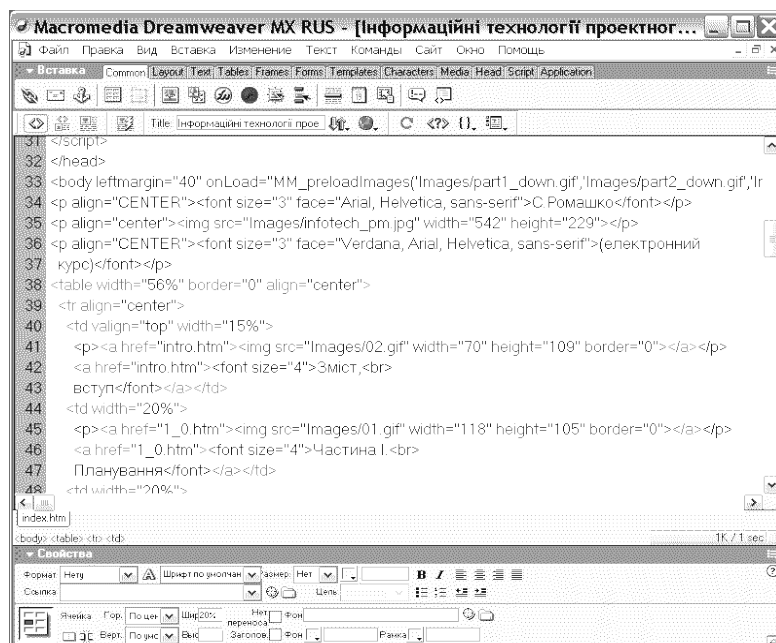 Macromedia Dreamweaver MX RUS - [Інформаційні технології проектног...
Файл Правка Вид Вставка Изменение Текст Команды Сайт Окно Помощь
Вставка Common Layout Text Tables Frames Forms Templates Characters Media Head Script Application
Title: Інформаційні технології прое
31 </script>
32 </head>
33 <body leftmargin="40" onLoad="MM_preloadImages('Images/part1_down.gif','Images/part2_down.gif','Ir
34 <p align="CENTER"><font size="3" face="Arial, Helvetica, sans-serif">С Ромашко</font></p>
35 <p align="center"><img src="Images/infotech_pm.jpg" width="542" height="229"></p>
36 <p align="CENTER"><font size="3" face="Verdana, Arial, Helvetica, sans-serif">(електронний
37 курс)</font></p>
38 <table width="56%" border="0" align="center">
39 <tr align="center">
40 <td valign="top" width="15%">
41 <p><a href="intro.htm"><img src="Images/02.gif" width="70" height="109" border="0"></a></p>
42 <a href="intro.htm"><font size="4">Зміст,<br>
43 вступ</font></a></td>
44 <td width="20%">
45 <p><a href="1_0.htm"><img src="Images/01.gif" width="118" height="105" border="0"></a></p>
46 <a href="1_0.htm"><font size="4">Частина I.<br>
47 Планування</font></a></td>
48 <td width="20%">
index.htm
<body> <table> <tr> <td> 1K / 1 sec
Свойства
Формат Нету Шрифт по умолчан Размер: Нет B I
Ссылка Цель
Ячейка Гор. По цен Шир 20% Нет переноса Фон
Верт. По умс Выс Заголов. Фон Рамка